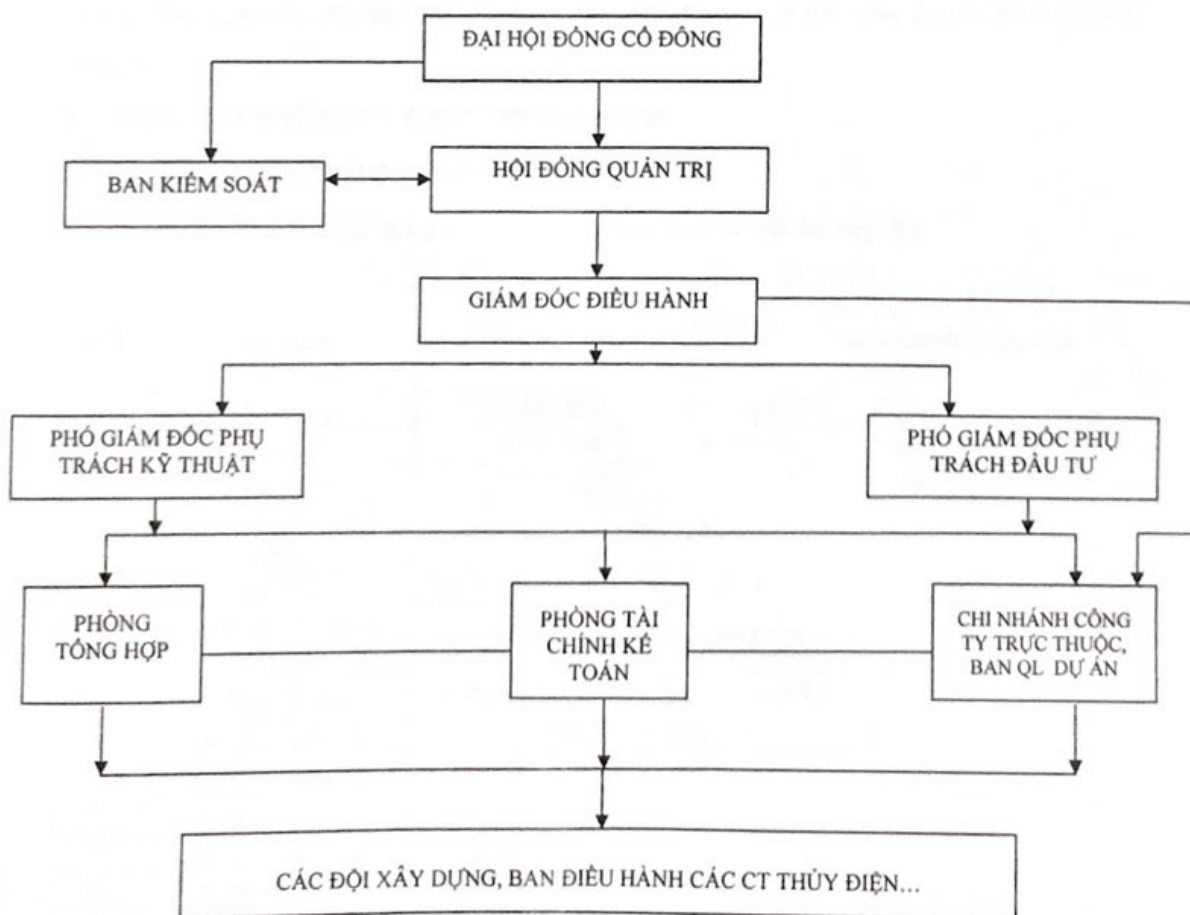 ĐẠI HỘI ĐỒNG CỔ ĐÔNG
BAN KIỂM SOÁT
HỘI ĐỒNG QUẢN TRỊ
GIÁM ĐỐC ĐIỀU HÀNH
PHÓ GIÁM ĐỐC PHỤ
TRÁCH KỸ THUẬT
PHÓ GIÁM ĐỐC PHỤ
TRÁCH ĐẦU TƯ
PHÒNG
TỔNG HỢP
PHÒNG TÀI
CHÍNH KẾ
TOÁN
CHI NHÁNH CÔNG
TY TRỰC THUỘC,
BAN QL DỰ ÁN
CÁC ĐỘI XÂY DỰNG, BAN ĐIỀU HÀNH CÁC CT THỦY ĐIỆN...